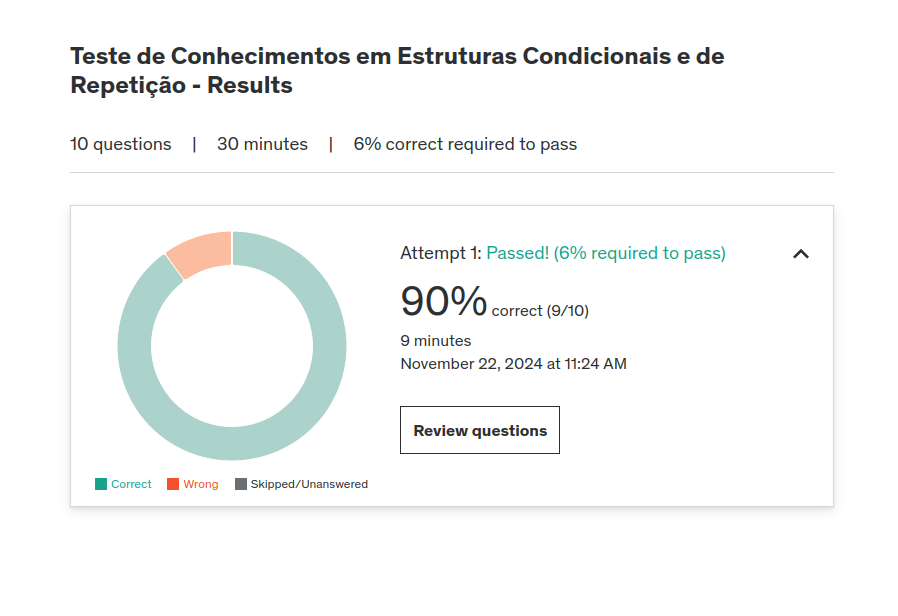 Teste de Conhecimentos em Estruturas Condicionais e de
Repetição - Results
10 questions | 30 minutes | 6% correct required to pass
Attempt 1: Passed! (6% required to pass)
90% correct (9/10)
9 minutes
November 22, 2024 at 11:24 AM
Review questions
Correct Wrong Skipped/Unanswered